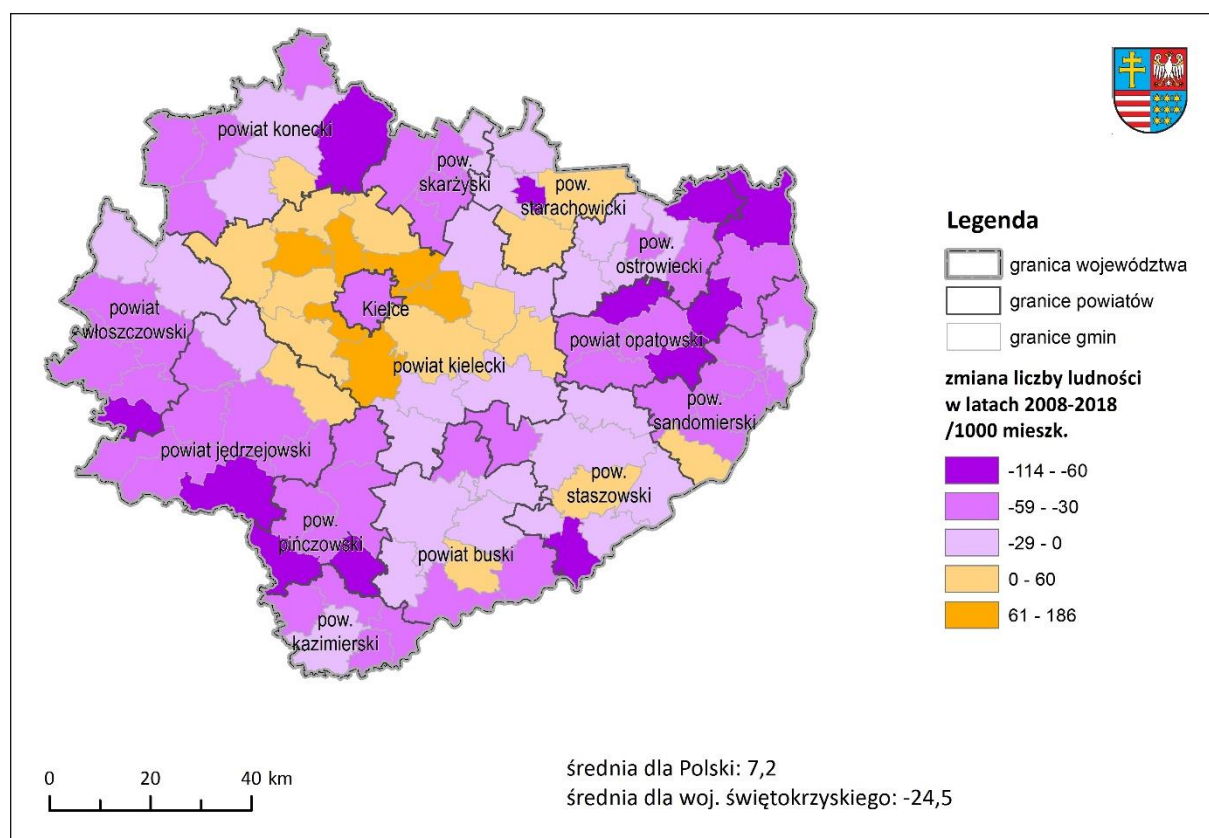 powiat konecki
pow.
skarżyski
pow.
starachowicki
pow.
ostrowiecki
powiat
włoszczowski
Kielce
powiat opatowski
powiat kielecki
pow.
sandomierski
powiat jędrzejowski
pow.
staszowski
pow.
pińczowski
powiat buski
pow.
kazimierski
Legenda
granica województwa
granice powiatów
granice gmin
zmiana liczby ludności
w latach 2008-2018
/1000 mieszk.
-114 - -60
-59 - -30
-29 - 0
0 - 60
61 - 186
0 20 40 km
średnia dla Polski: 7,2
średnia dla woj. świętokrzyskiego: -24,5